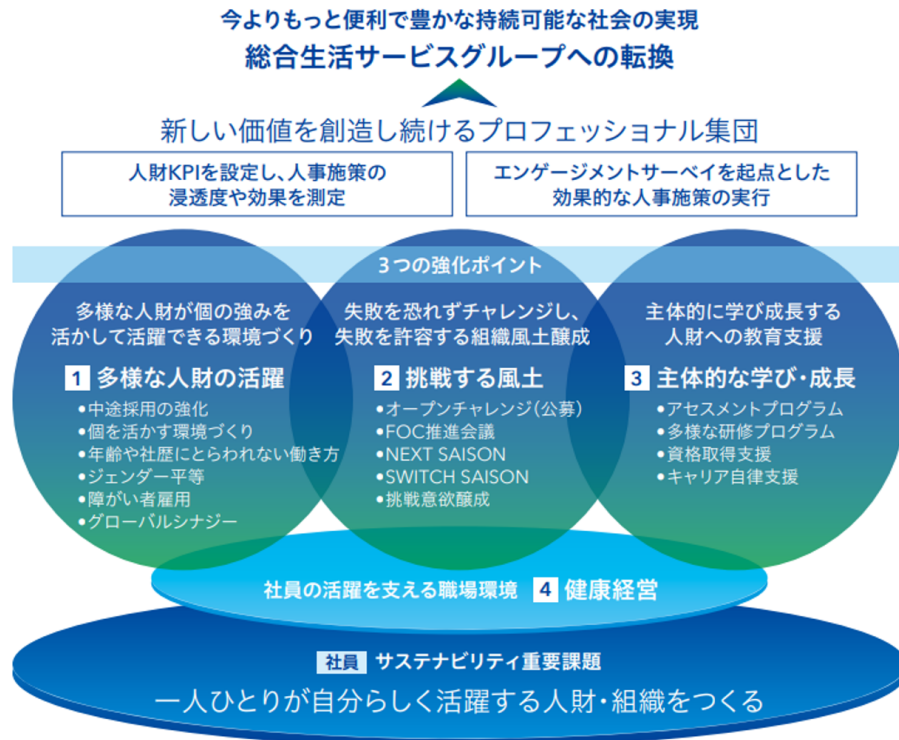 今よりもっと便利で豊かな持続可能な社会の実現
総合生活サービスグループへの転換
新しい価値を創造し続けるプロフェッショナル集団
人財KPIを設定し、人事施策の
浸透度や効果を測定
エンゲージメントサーベイを起点とした
効果的な人事施策の実行
3つの強化ポイント
多様な人財が個の強みを
活かして活躍できる環境づくり
1 多様な人財の活躍
•中途採用の強化
•個を活かす環境づくり
•年齢や社歴にとらわれない働き方
•ジェンダー平等
•障がい者雇用
•グローバルシナジー
失敗を恐れずチャレンジし、
失敗を許容する組織風土醸成
2 挑戦する風土
•オープンチャレンジ(公募)
•FOC推進会議
•NEXT SAISON
•SWITCH SAISON
•挑戦意欲醸成
主体的に学び成長する
人財への教育支援
3 主体的な学び・成長
•アセスメントプログラム
•多様な研修プログラム
•資格取得支援
•キャリア自律支援
社員の活躍を支える職場環境 4 健康経営
社員 サステナビリティ重要課題
一人ひとりが自分らしく活躍する人財・組織をつくる